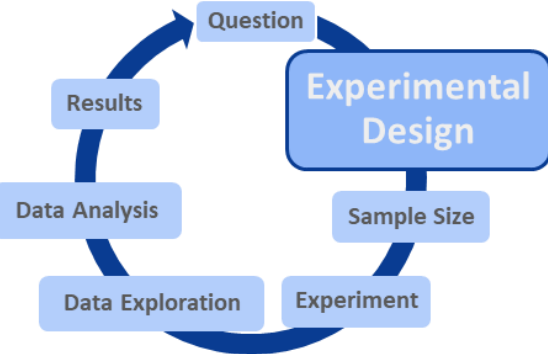 Question
Experimental
Design
Sample Size
Experiment
Data Exploration
Data Analysis
Results